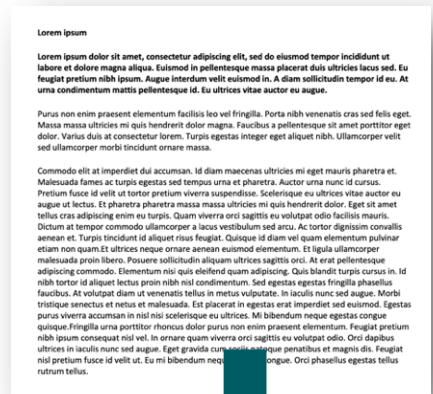 Lorem ipsum
Lorem ipsum dolor sit amet, consectetur adipiscing elit, sed do eiusmod tempor incididunt ut
labore et dolore magna aliqua. Euismod in pellentesque massa placerat duis ultricies lacus sed. Eu
feugiat pretium nibh ipsum. Augue interdum velit euismod in. A diam sollicitudin tempor id eu. At
urna condimentum mattis pellentesque id. Eu ultrices vitae auctor eu augue.
Purus non enim praesent elementum facilisis leo vel fringilla. Porta nibh venenatis cras sed felis eget.
Massa massa ultricies mi quis hendrerit dolor magna. Faucibus a pellentesque sit amet porttitor eget
dolor. Varius duis at consectetur lorem. Turpis egestas integer eget aliquet nibh. Ullamcorper velit
sed ullamcorper morbi tincidunt ornare massa.
Commodo elit at imperdiet dui accumsan. Id diam maecenas ultricies mi eget mauris pharetra et.
Malesuada fames ac turpis egestas sed tempus urna et pharetra. Auctor urna nunc id cursus.
Pretium fusce id velit ut tortor pretium viverra suspendisse. Scelerisque eu ultrices vitae auctor eu
augue ut lectus. Et pharetra pharetra massa massa ultricies mi quis hendrerit dolor. Eget sit amet
tellus cras adipiscing enim eu turpis. Quam viverra orci sagittis eu volutpat odio facilisis mauris.
Dictum at tempor commodo ullamcorper a lacus vestibulum sed arcu. Ac tortor dignissim convallis
aenean et. Turpis tincidunt id aliquet risus feugiat. Quisque id diam vel quam elementum pulvinar
etiam non quam.Et ultrices neque ornare aenean euismod elementum. Et ligula ullamcorper
malesuada proin libero. Posuere sollicitudin aliquam ultrices sagittis orci. At erat pellentesque
adipiscing commodo. Elementum nisi quis eleifend quam adipiscing. Quis blandit turpis cursus in. Id
nibh tortor id aliquet lectus proin nibh nisl condimentum. Sed egestas egestas fringilla phasellus
faucibus. At volutpat diam ut venenatis tellus in metus vulputate. In iaculis nunc sed augue. Morbi
tristique senectus et netus et malesuada. Est placerat in egestas erat imperdiet sed euismod. Egestas
purus viverra accumsan in nisl nisi scelerisque eu ultrices. Mi bibendum neque egestas congue
quisque.Fringilla urna porttitor rhoncus dolor purus non enim praesent elementum. Feugiat pretium
nibh ipsum consequat nisl vel. In ornare quam viverra orci sagittis eu volutpat odio. Orci dapibus
ultrices in iaculis nunc sed augue. Eget gravida cum sociis natoque penatibus et magnis dis. Feugiat
nisl pretium fusce id velit ut. Eu mi bibendum congue. Orci phasellus egestas tellus
rutrum tellus.